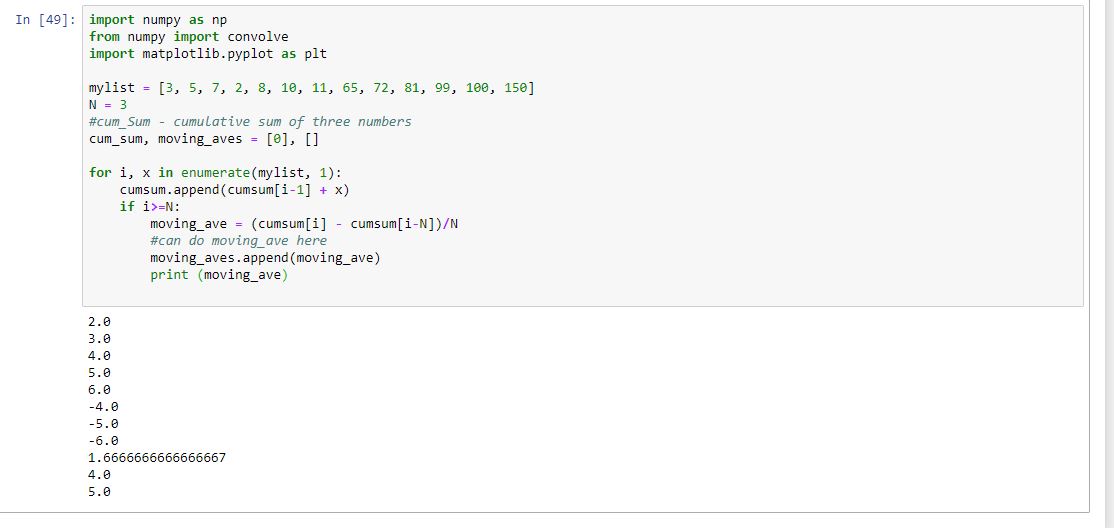 In [49]: import numpy as np
from numpy import convolve
import matplotlib.pyplot as plt
mylist = [3, 5, 7, 2, 8, 10, 11, 65, 72, 81, 99, 100, 150]
N = 3
#cum_Sum - cumulative sum of three numbers
cum_sum, moving_aves = [0], []
for i, x in enumerate(mylist, 1):
    cumsum.append(cumsum[i-1] + x)
    if i>=N:
        moving_ave = (cumsum[i] - cumsum[i-N])/N
        #can do moving_ave here
        moving_aves.append(moving_ave)
        print (moving_ave)
2.0
3.0
4.0
5.0
6.0
-4.0
-5.0
-6.0
1.6666666666666667
4.0
5.0